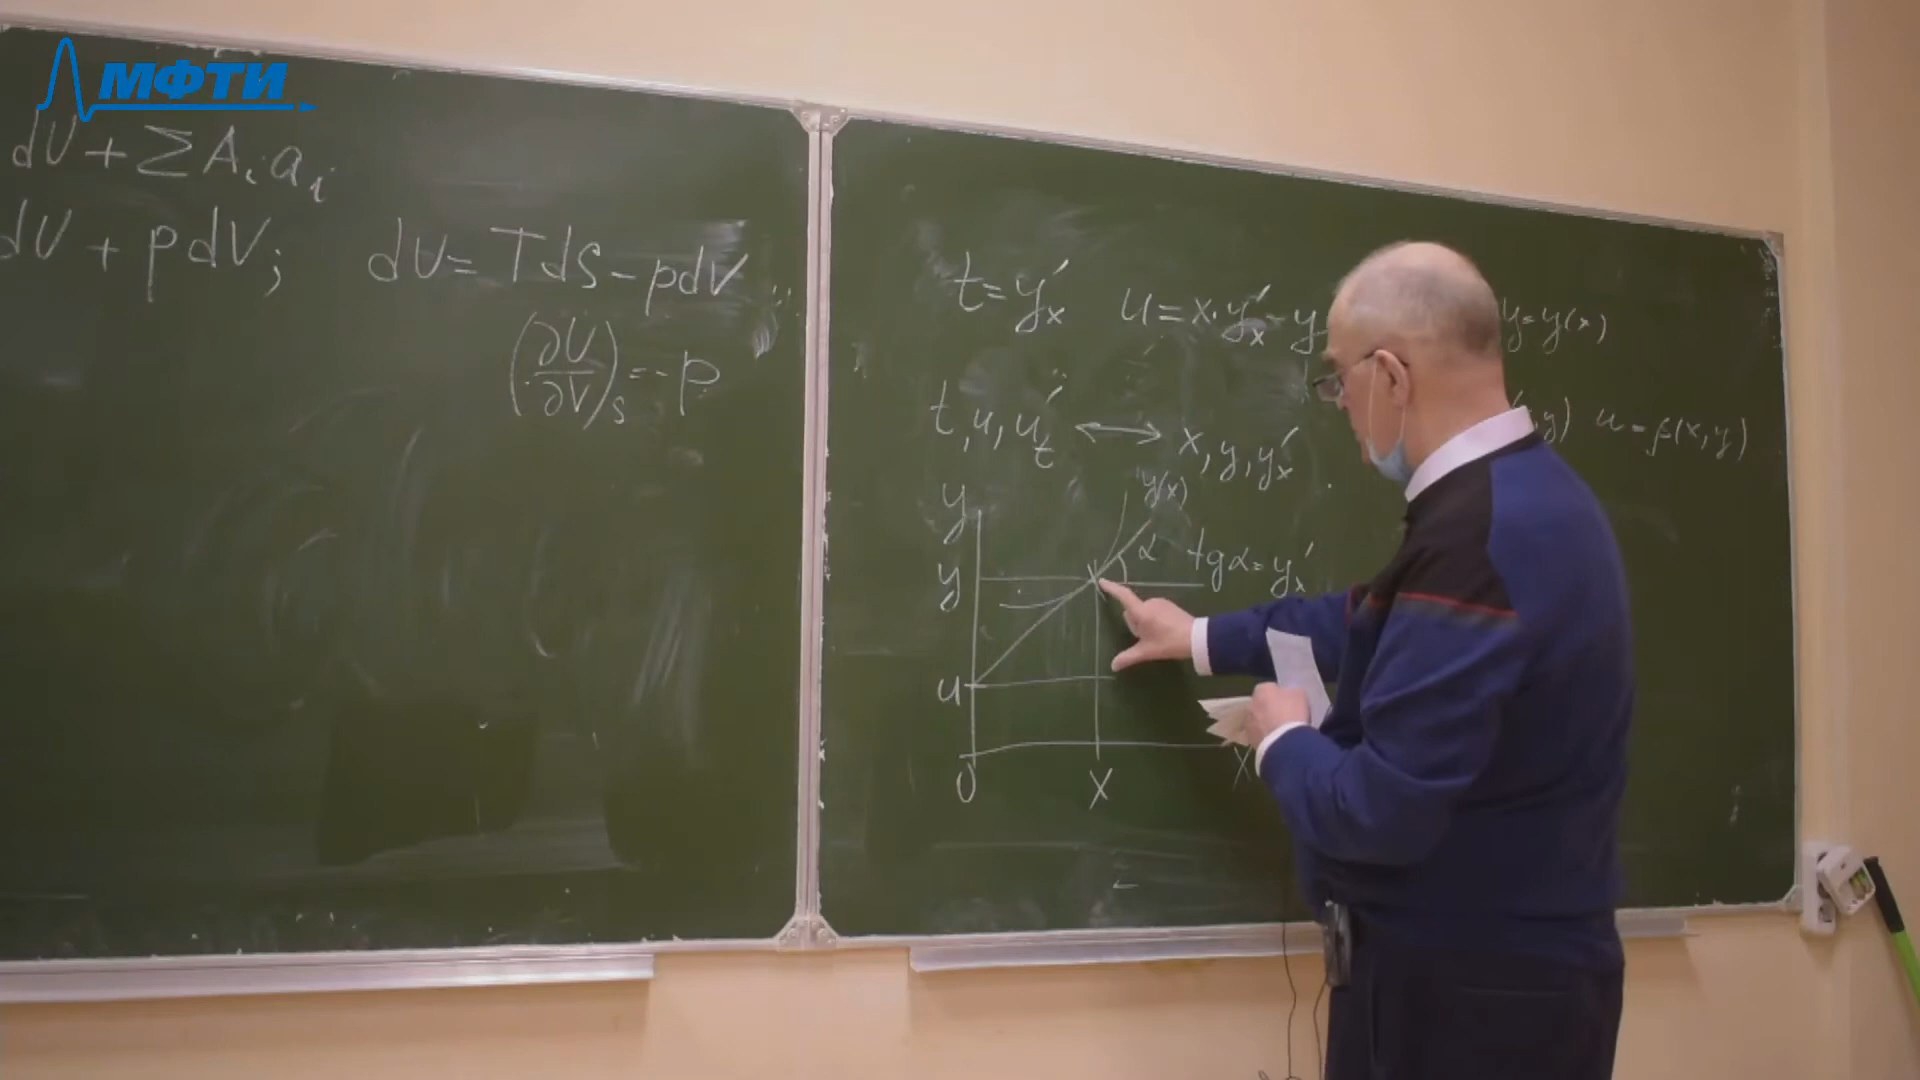 МФТИ
dU + ΣA_i a_i
dU + pdV; dU = TdS - pdV
(∂U/∂V)_S = -p
t = y'_x u = x·y'_x - y y = y(x)
t, u, u'_t ⟷ x, y, y'_x , y) u = f(x, y)
y y(x)
y α tgα = y'_x
u
0 x x